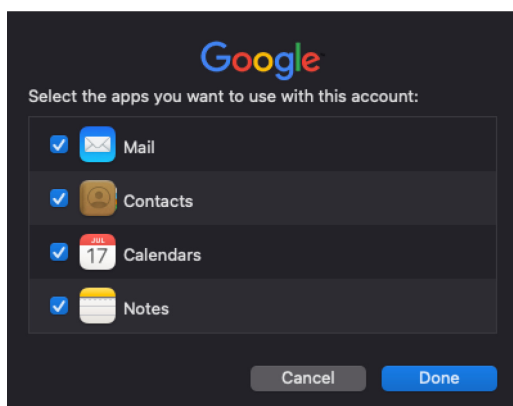 Google
Select the apps you want to use with this account:
Mail
Contacts
JUL
17
Calendars
Notes
Cancel
Done